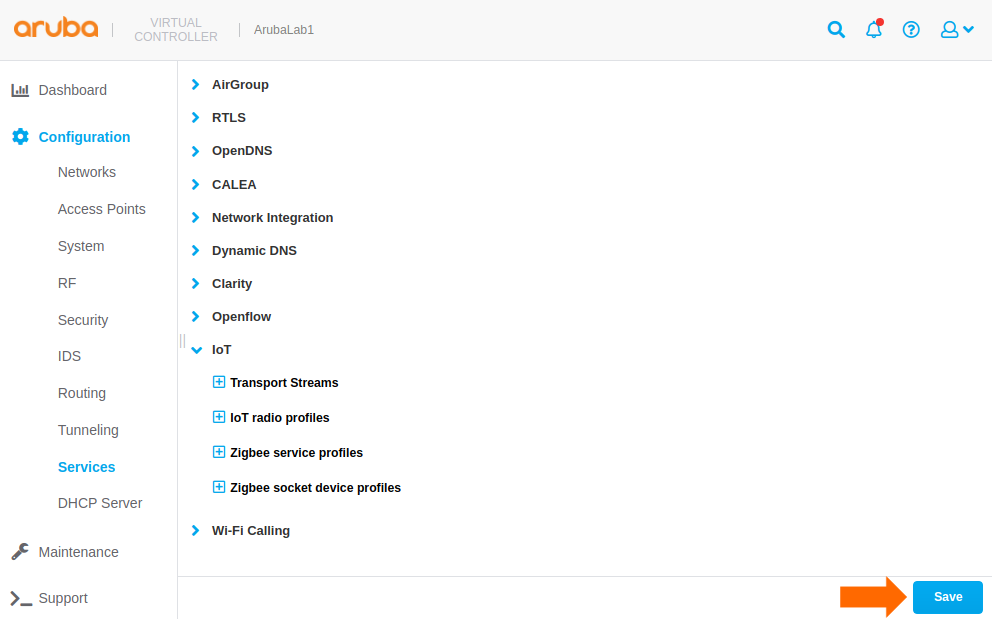 aruba
VIRTUAL
CONTROLLER
ArubaLab1
Dashboard
Configuration
Networks
Access Points
System
RF
Security
IDS
Routing
Tunneling
Services
DHCP Server
Maintenance
Support
AirGroup
RTLS
OpenDNS
CALEA
Network Integration
Dynamic DNS
Clarity
Openflow
IoT
Transport Streams
IoT radio profiles
Zigbee service profiles
Zigbee socket device profiles
Wi-Fi Calling
Save